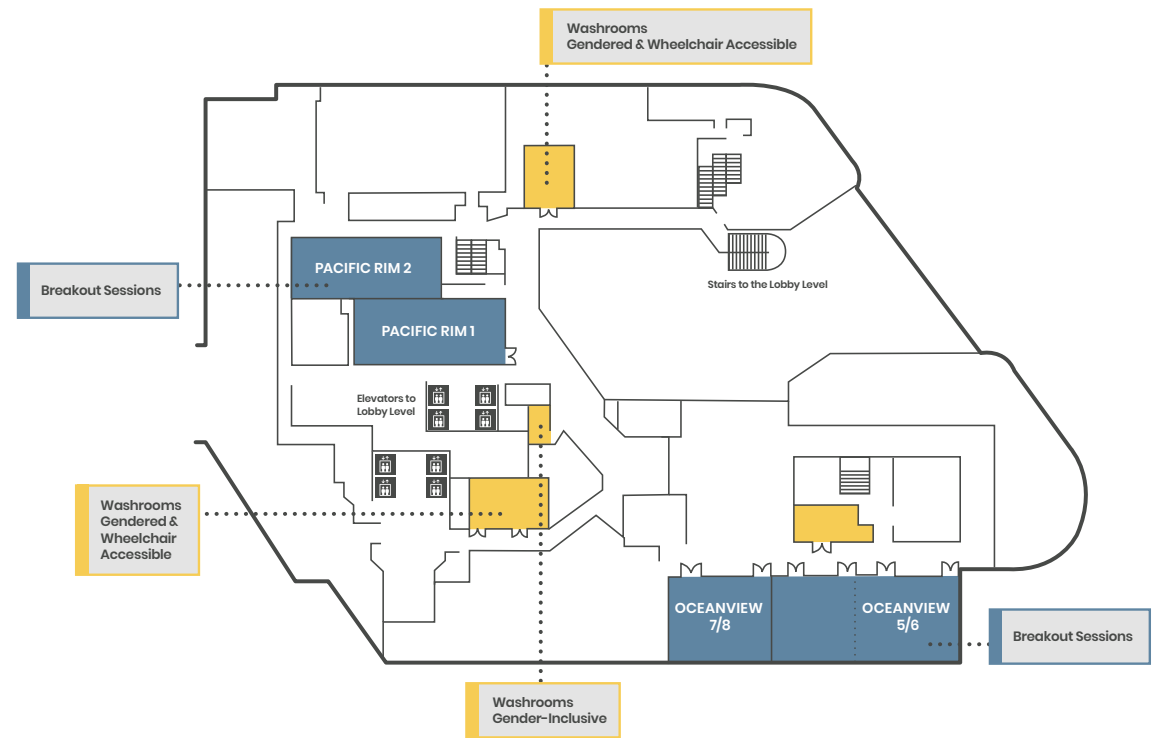 Washrooms
Gendered & Wheelchair Accessible
PACIFIC RIM 2
Breakout Sessions
Stairs to the Lobby Level
PACIFIC RIM 1
Elevators to
Lobby Level
Washrooms
Gendered &
Wheelchair
Accessible
OCEANVIEW
7/8
OCEANVIEW
5/6
Breakout Sessions
Washrooms
Gender-Inclusive